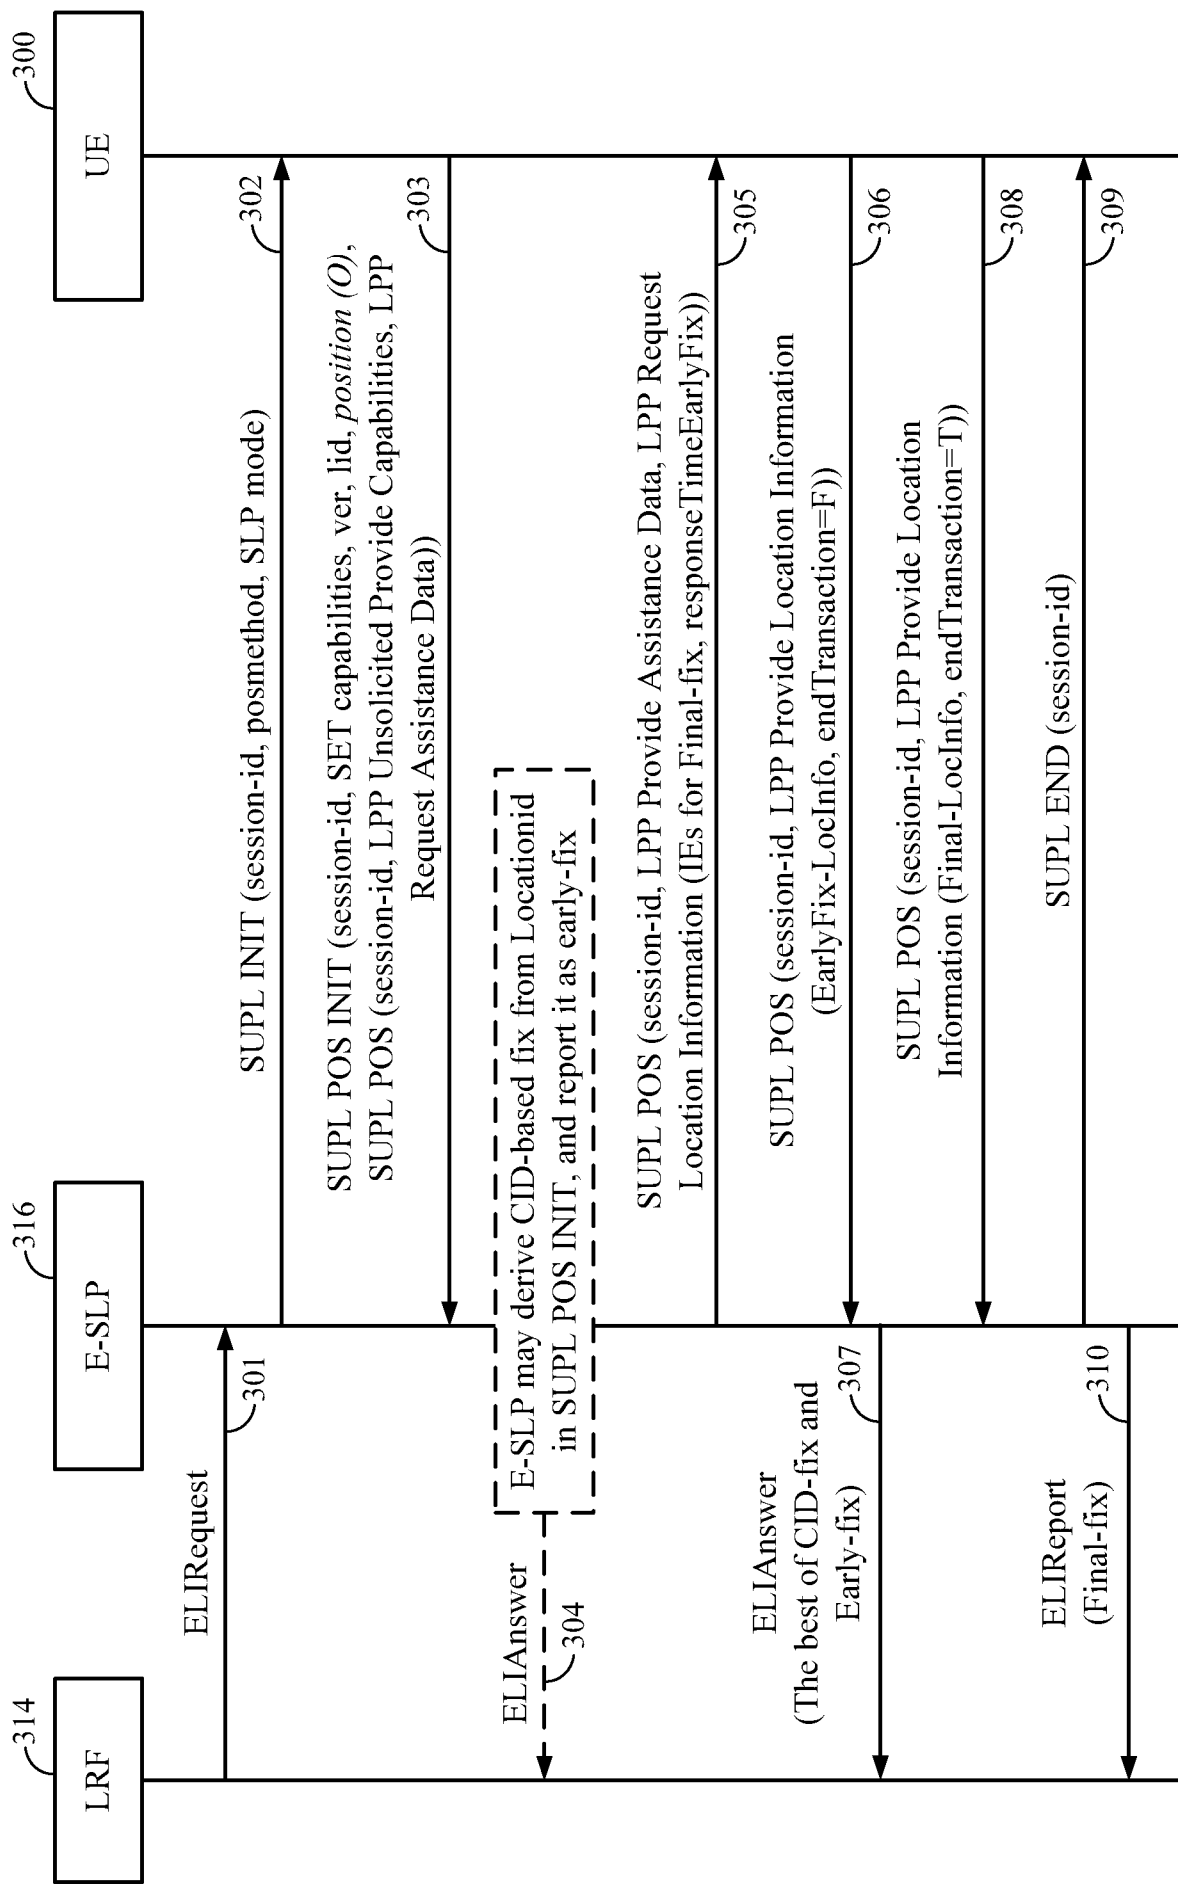 314
LRF
316
E-SLP
300
UE
ELIRequest
301
SUPL INIT (session-id, posmethod, SLP mode)
302
SUPL POS INIT (session-id, SET capabilities, ver, lid, position (O),
SUPL POS (session-id, LPP Unsolicited Provide Capabilities, LPP
Request Assistance Data))
303
E-SLP may derive CID-based fix from Locationid
in SUPL POS INIT, and report it as early-fix
ELIAnswer
304
SUPL POS (session-id, LPP Provide Assistance Data, LPP Request
Location Information (IEs for Final-fix, responseTimeEarlyFix))
305
SUPL POS (session-id, LPP Provide Location Information
(EarlyFix-LocInfo, endTransaction=F))
306
ELIAnswer
(The best of CID-fix and
Early-fix)
307
SUPL POS (session-id, LPP Provide Location
Information (Final-LocInfo, endTransaction=T))
308
SUPL END (session-id)
309
ELIReport
(Final-fix)
310